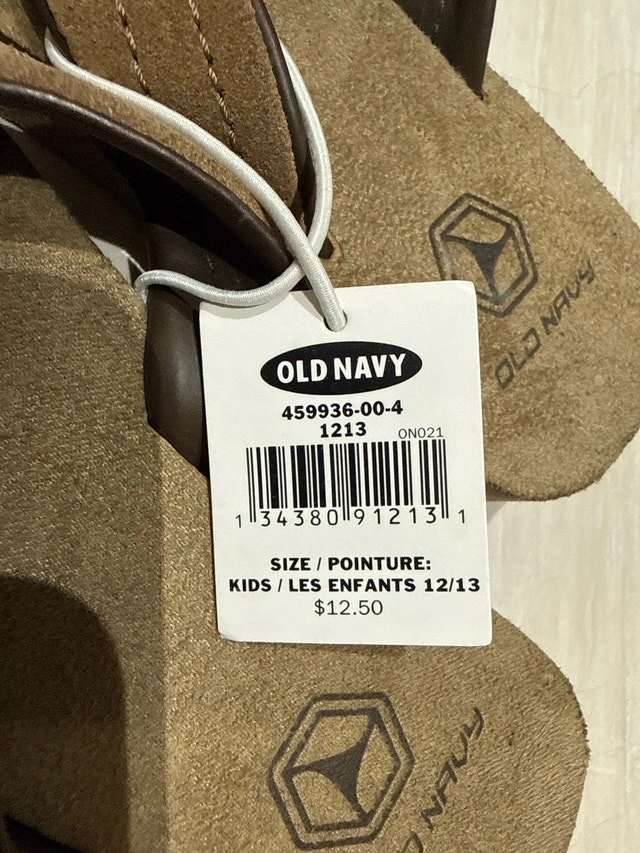 OLD NAVY
OLD NAVY
459936-00-4
1213 ON021
1 34380 91213 1
SIZE / POINTURE:
KIDS / LES ENFANTS 12/13
$12.50
NAVY